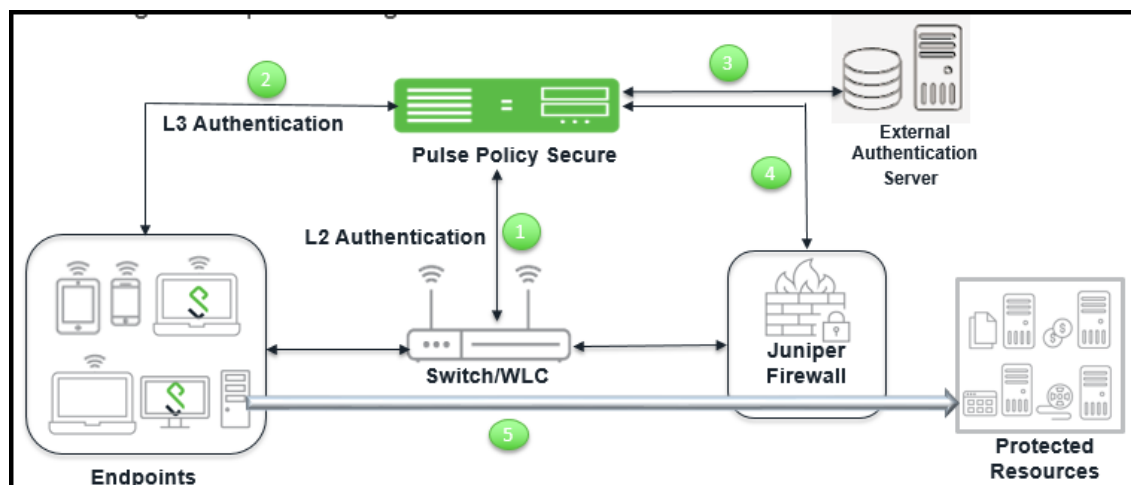 2
3
L3 Authentication
Pulse Policy Secure
External
Authentication
Server
4
L2 Authentication
1
Switch/WLC
Juniper
Firewall
5
Endpoints
Protected
Resources